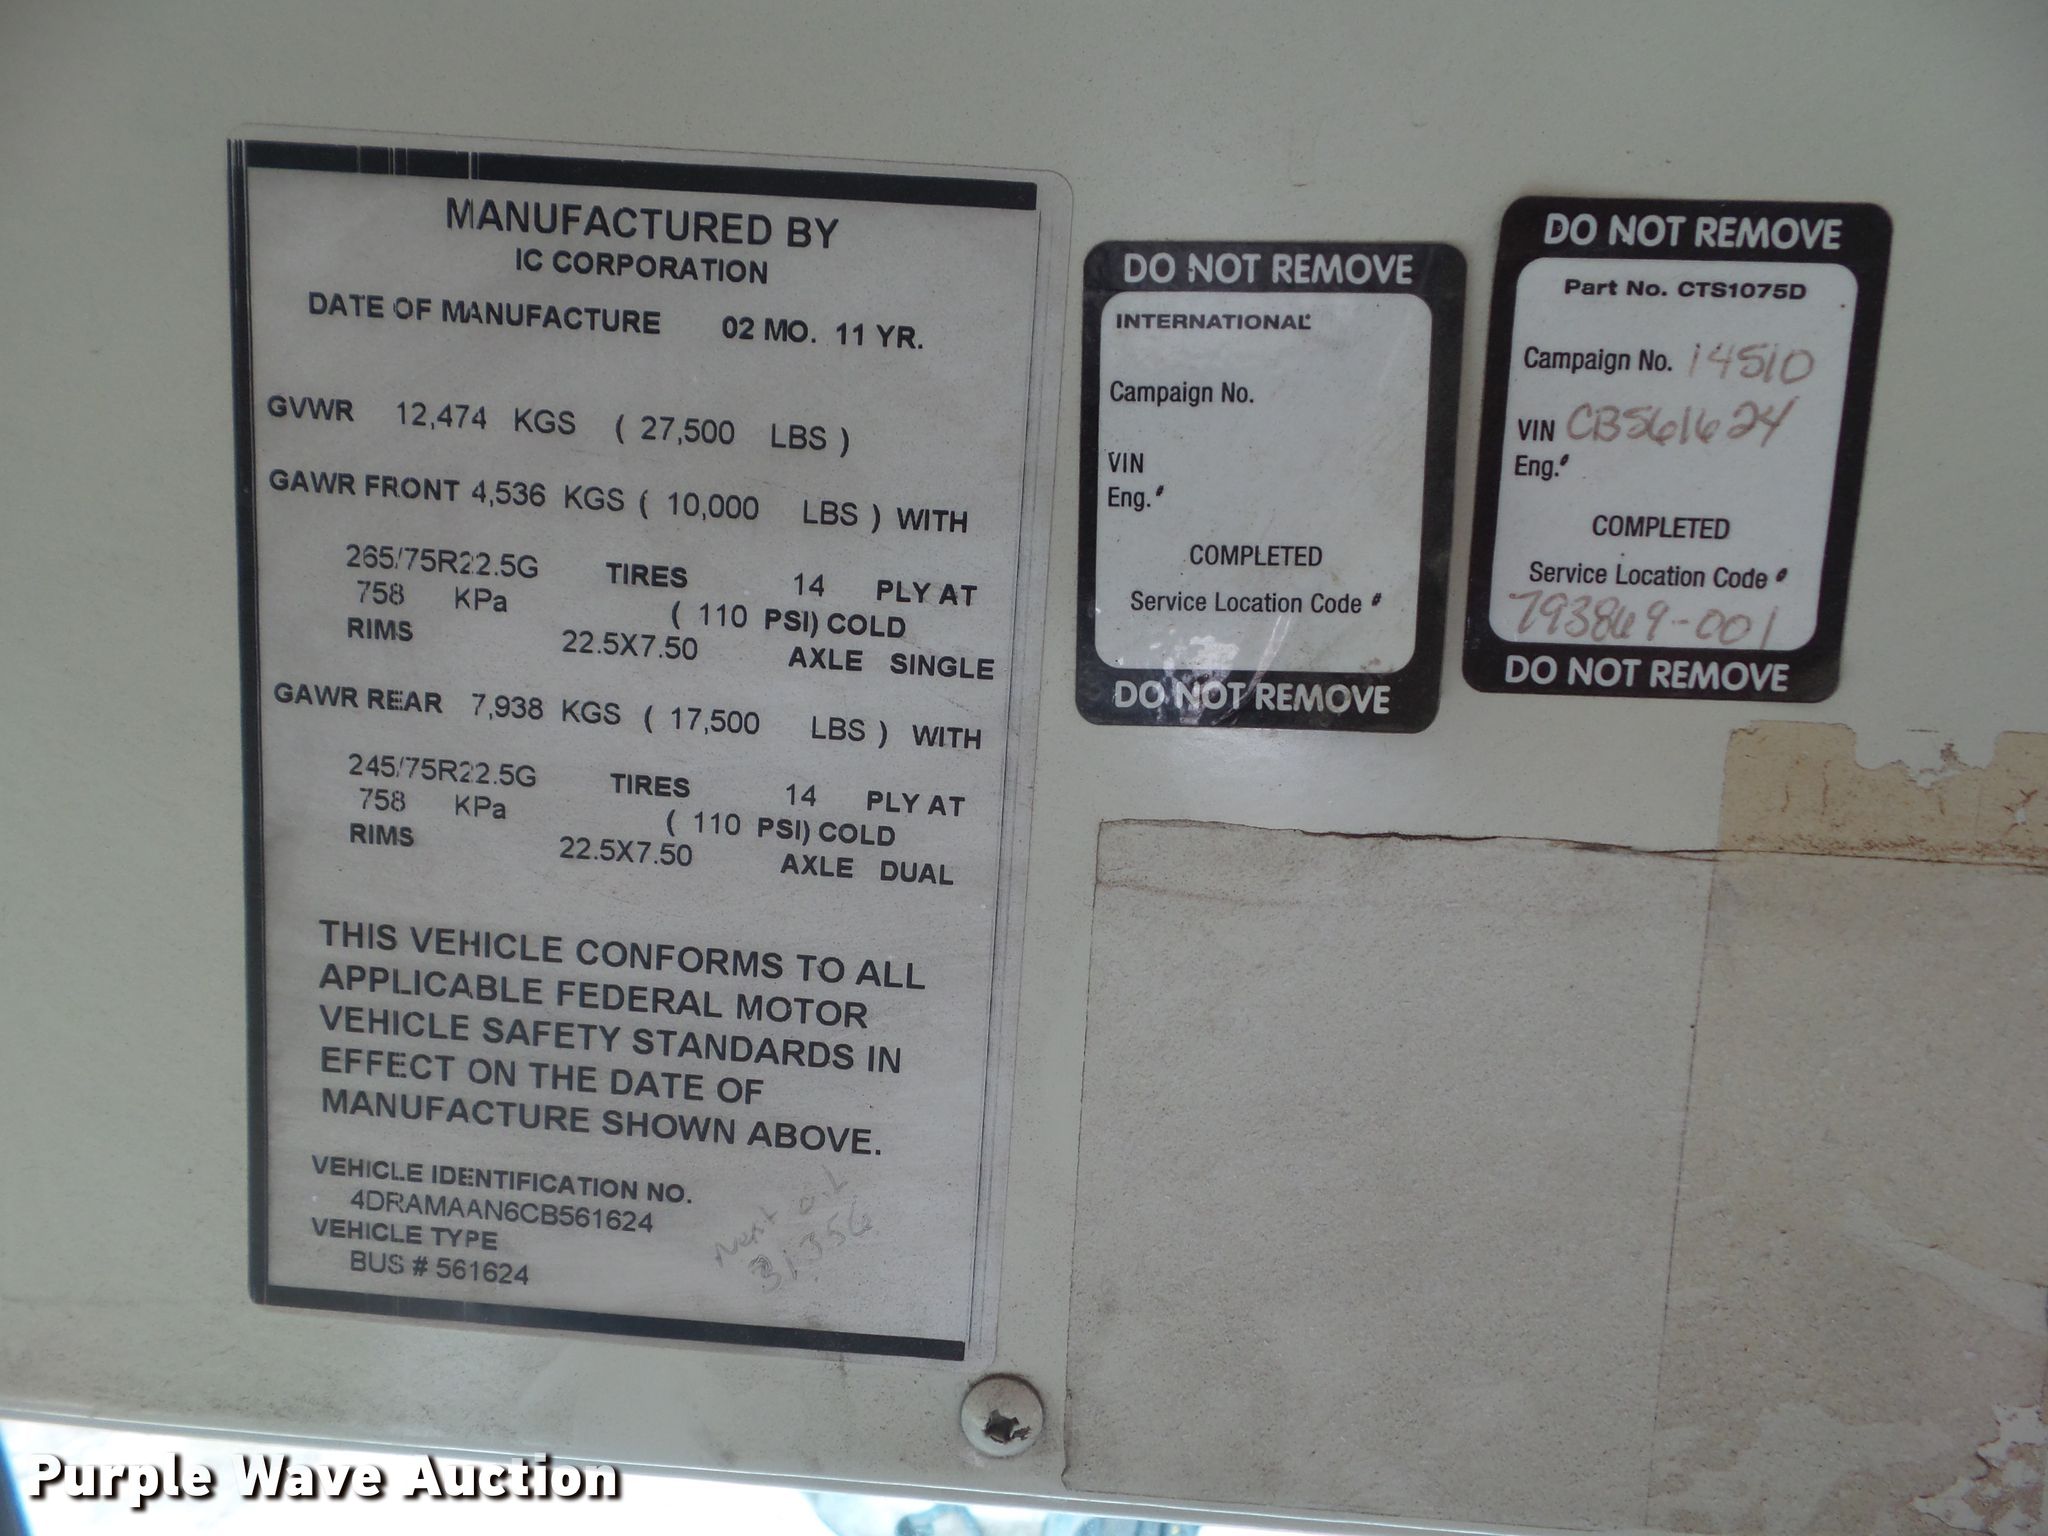 MANUFACTURED BY
IC CORPORATION
DATE OF MANUFACTURE 02 MO. 11 YR.
GVWR 12,474 KGS ( 27,500 LBS )
GAWR FRONT 4,536 KGS ( 10,000 LBS ) WITH
265/75R22.5G TIRES 14 PLY AT
758 KPa ( 110 PSI) COLD
RIMS 22.5X7.50 AXLE SINGLE
GAWR REAR 7,938 KGS ( 17,500 LBS ) WITH
245/75R22.5G TIRES 14 PLY AT
758 KPa ( 110 PSI) COLD
RIMS 22.5X7.50 AXLE DUAL
THIS VEHICLE CONFORMS TO ALL
APPLICABLE FEDERAL MOTOR
VEHICLE SAFETY STANDARDS IN
EFFECT ON THE DATE OF
MANUFACTURE SHOWN ABOVE.
VEHICLE IDENTIFICATION NO.
4DRAMAAN6CB561624
VEHICLE TYPE
BUS # 561624
Next oil
31356
DO NOT REMOVE
INTERNATIONAL
Campaign No.
VIN
Eng.#
COMPLETED
Service Location Code #
DO NOT REMOVE
DO NOT REMOVE
Part No. CTS1075D
Campaign No. 14510
VIN CB561624
Eng.#
COMPLETED
Service Location Code #
793869-001
DO NOT REMOVE
Purple Wave Auction